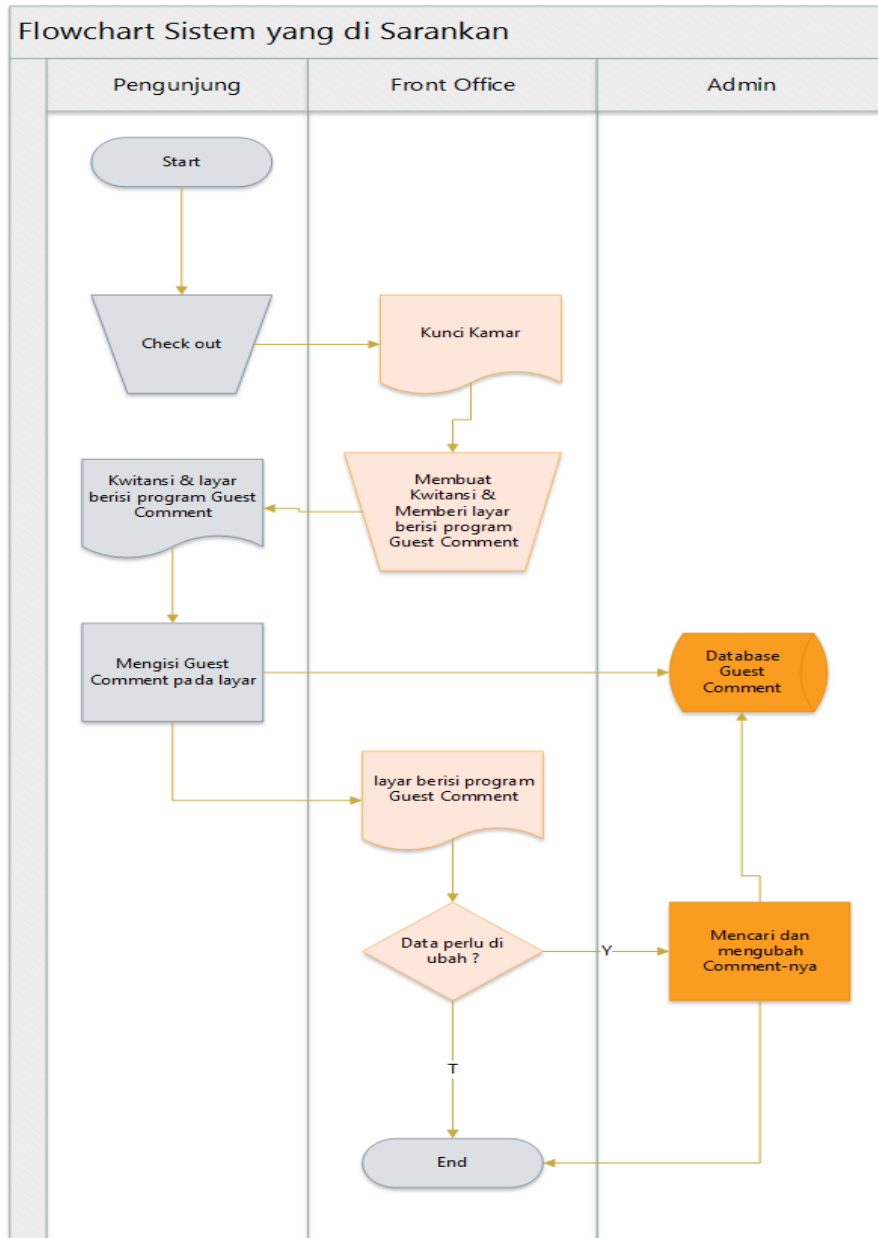 Flowchart Sistem yang di Sarankan
Pengunjung
Front Office
Admin
Start
Check out
Kunci Kamar
Kwitansi & layar
berisi program Guest
Comment
Membuat
Kwitansi &
Memberi layar
berisi program
Guest Comment
Mengisi Guest
Comment pada layar
Database
Guest
Comment
layar berisi program
Guest Comment
Data perlu di
ubah ?
Y
Mencari dan
mengubah
Comment-nya
T
End